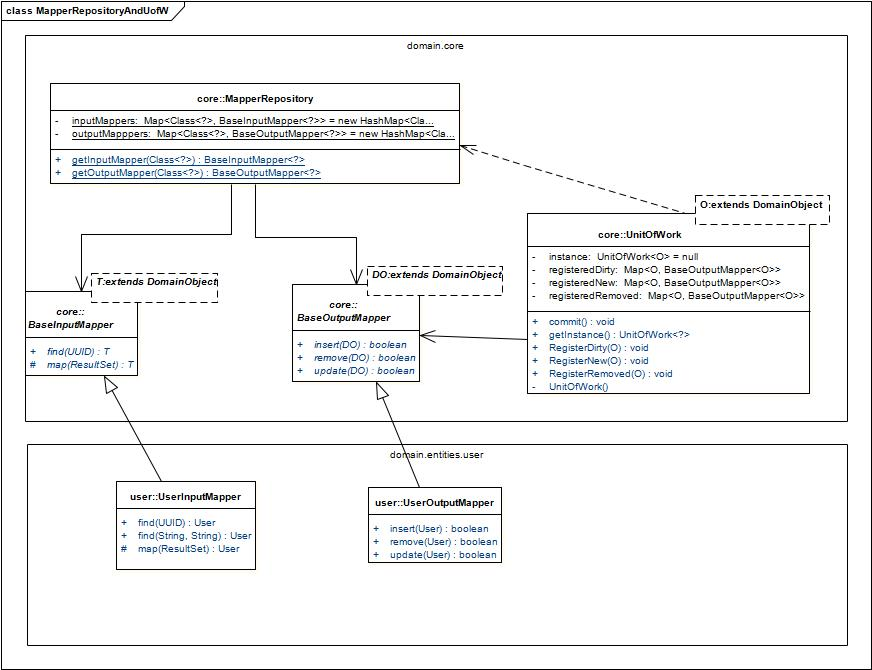 class MapperRepositoryAndUofW
domain.core
core::MapperRepository
- inputMappers: Map<Class<?>, BaseInputMapper<?>> = new HashMap<Cla...
- outputMapppers: Map<Class<?>, BaseOutputMapper<?>> = new HashMap<Cla...
+ getInputMapper(Class<?>) : BaseInputMapper<?>
+ getOutputMapper(Class<?>) : BaseOutputMapper<?>
O:extends DomainObject
core::UnitOfWork
- instance: UnitOfWork<O> = null
- registeredDirty: Map<O, BaseOutputMapper<O>>
- registeredNew: Map<O, BaseOutputMapper<O>>
- registeredRemoved: Map<O, BaseOutputMapper<O>>
+ commit() : void
+ getInstance() : UnitOfWork<?>
+ RegisterDirty(O) : void
+ RegisterNew(O) : void
+ RegisterRemoved(O) : void
- UnitOfWork()
T:extends DomainObject
core::
BaseInputMapper
+ find(UUID) : T
# map(ResultSet) : T
DO:extends DomainObject
core::
BaseOutputMapper
+ insert(DO) : boolean
+ remove(DO) : boolean
+ update(DO) : boolean
domain.entities.user
user::UserInputMapper
+ find(UUID) : User
+ find(String, String) : User
# map(ResultSet) : User
user::UserOutputMapper
+ insert(User) : boolean
+ remove(User) : boolean
+ update(User) : boolean